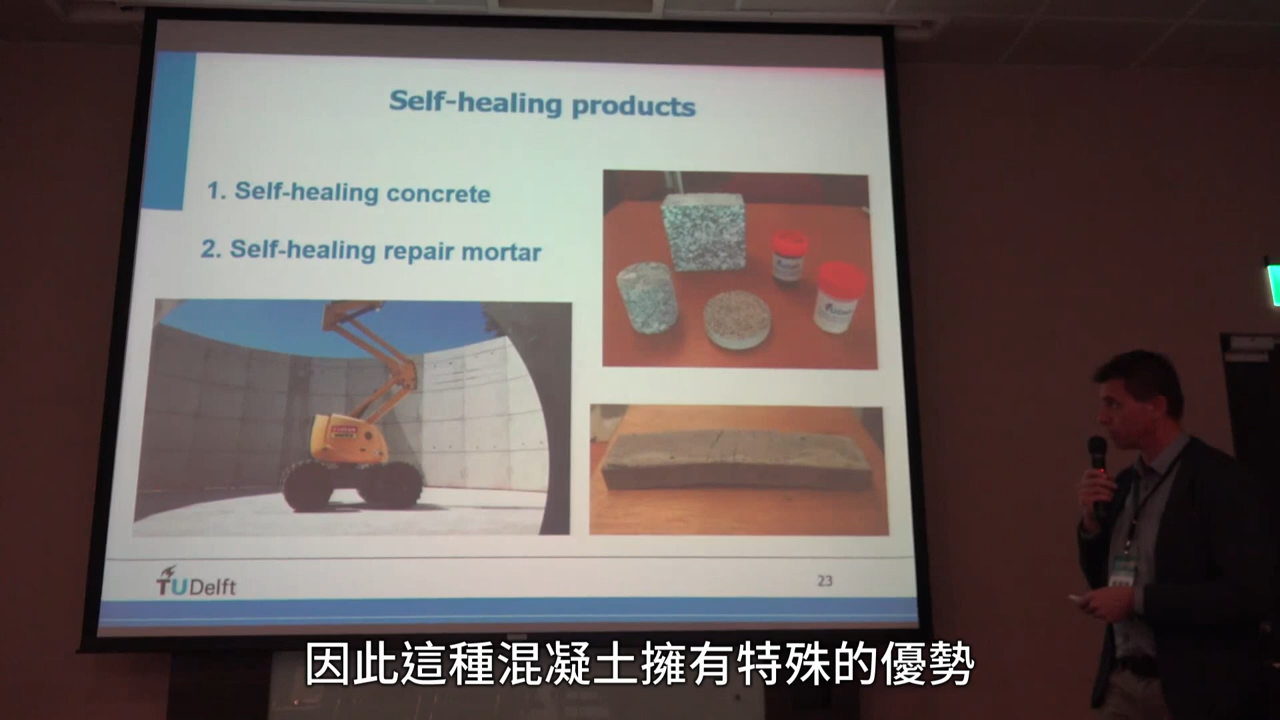 Self-healing products
1. Self-healing concrete
2. Self-healing repair mortar
TUDelft
23
因此這種混凝土擁有特殊的優勢